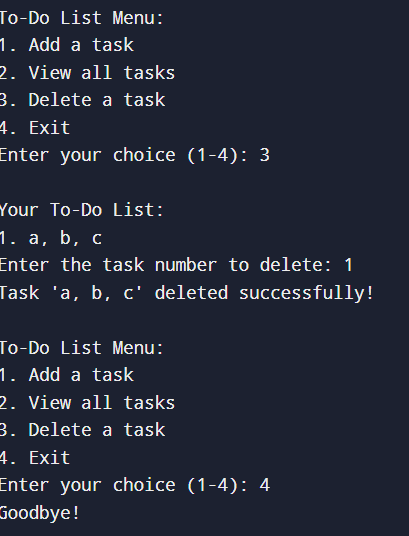 To-Do List Menu:
1. Add a task
2. View all tasks
3. Delete a task
4. Exit
Enter your choice (1-4): 3
Your To-Do List:
1. a, b, c
Enter the task number to delete: 1
Task 'a, b, c' deleted successfully!
To-Do List Menu:
1. Add a task
2. View all tasks
3. Delete a task
4. Exit
Enter your choice (1-4): 4
Goodbye!